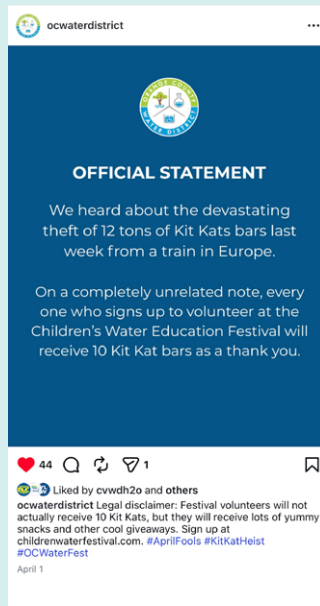 ocwaterdistrict
ORANGE COUNTY
WATER DISTRICT
OFFICIAL STATEMENT
We heard about the devastating
theft of 12 tons of Kit Kats bars last
week from a train in Europe.
On a completely unrelated note, every
one who signs up to volunteer at the
Children's Water Education Festival will
receive 10 Kit Kat bars as a thank you.
44 1
Liked by cvwdh2o and others
ocwaterdistrict Legal disclaimer: Festival volunteers will not
actually receive 10 Kit Kats, but they will receive lots of yummy
snacks and other cool giveaways. Sign up at
childrenwaterfestival.com. #AprilFools #KitKatHeist
#OCWaterFest
April 1